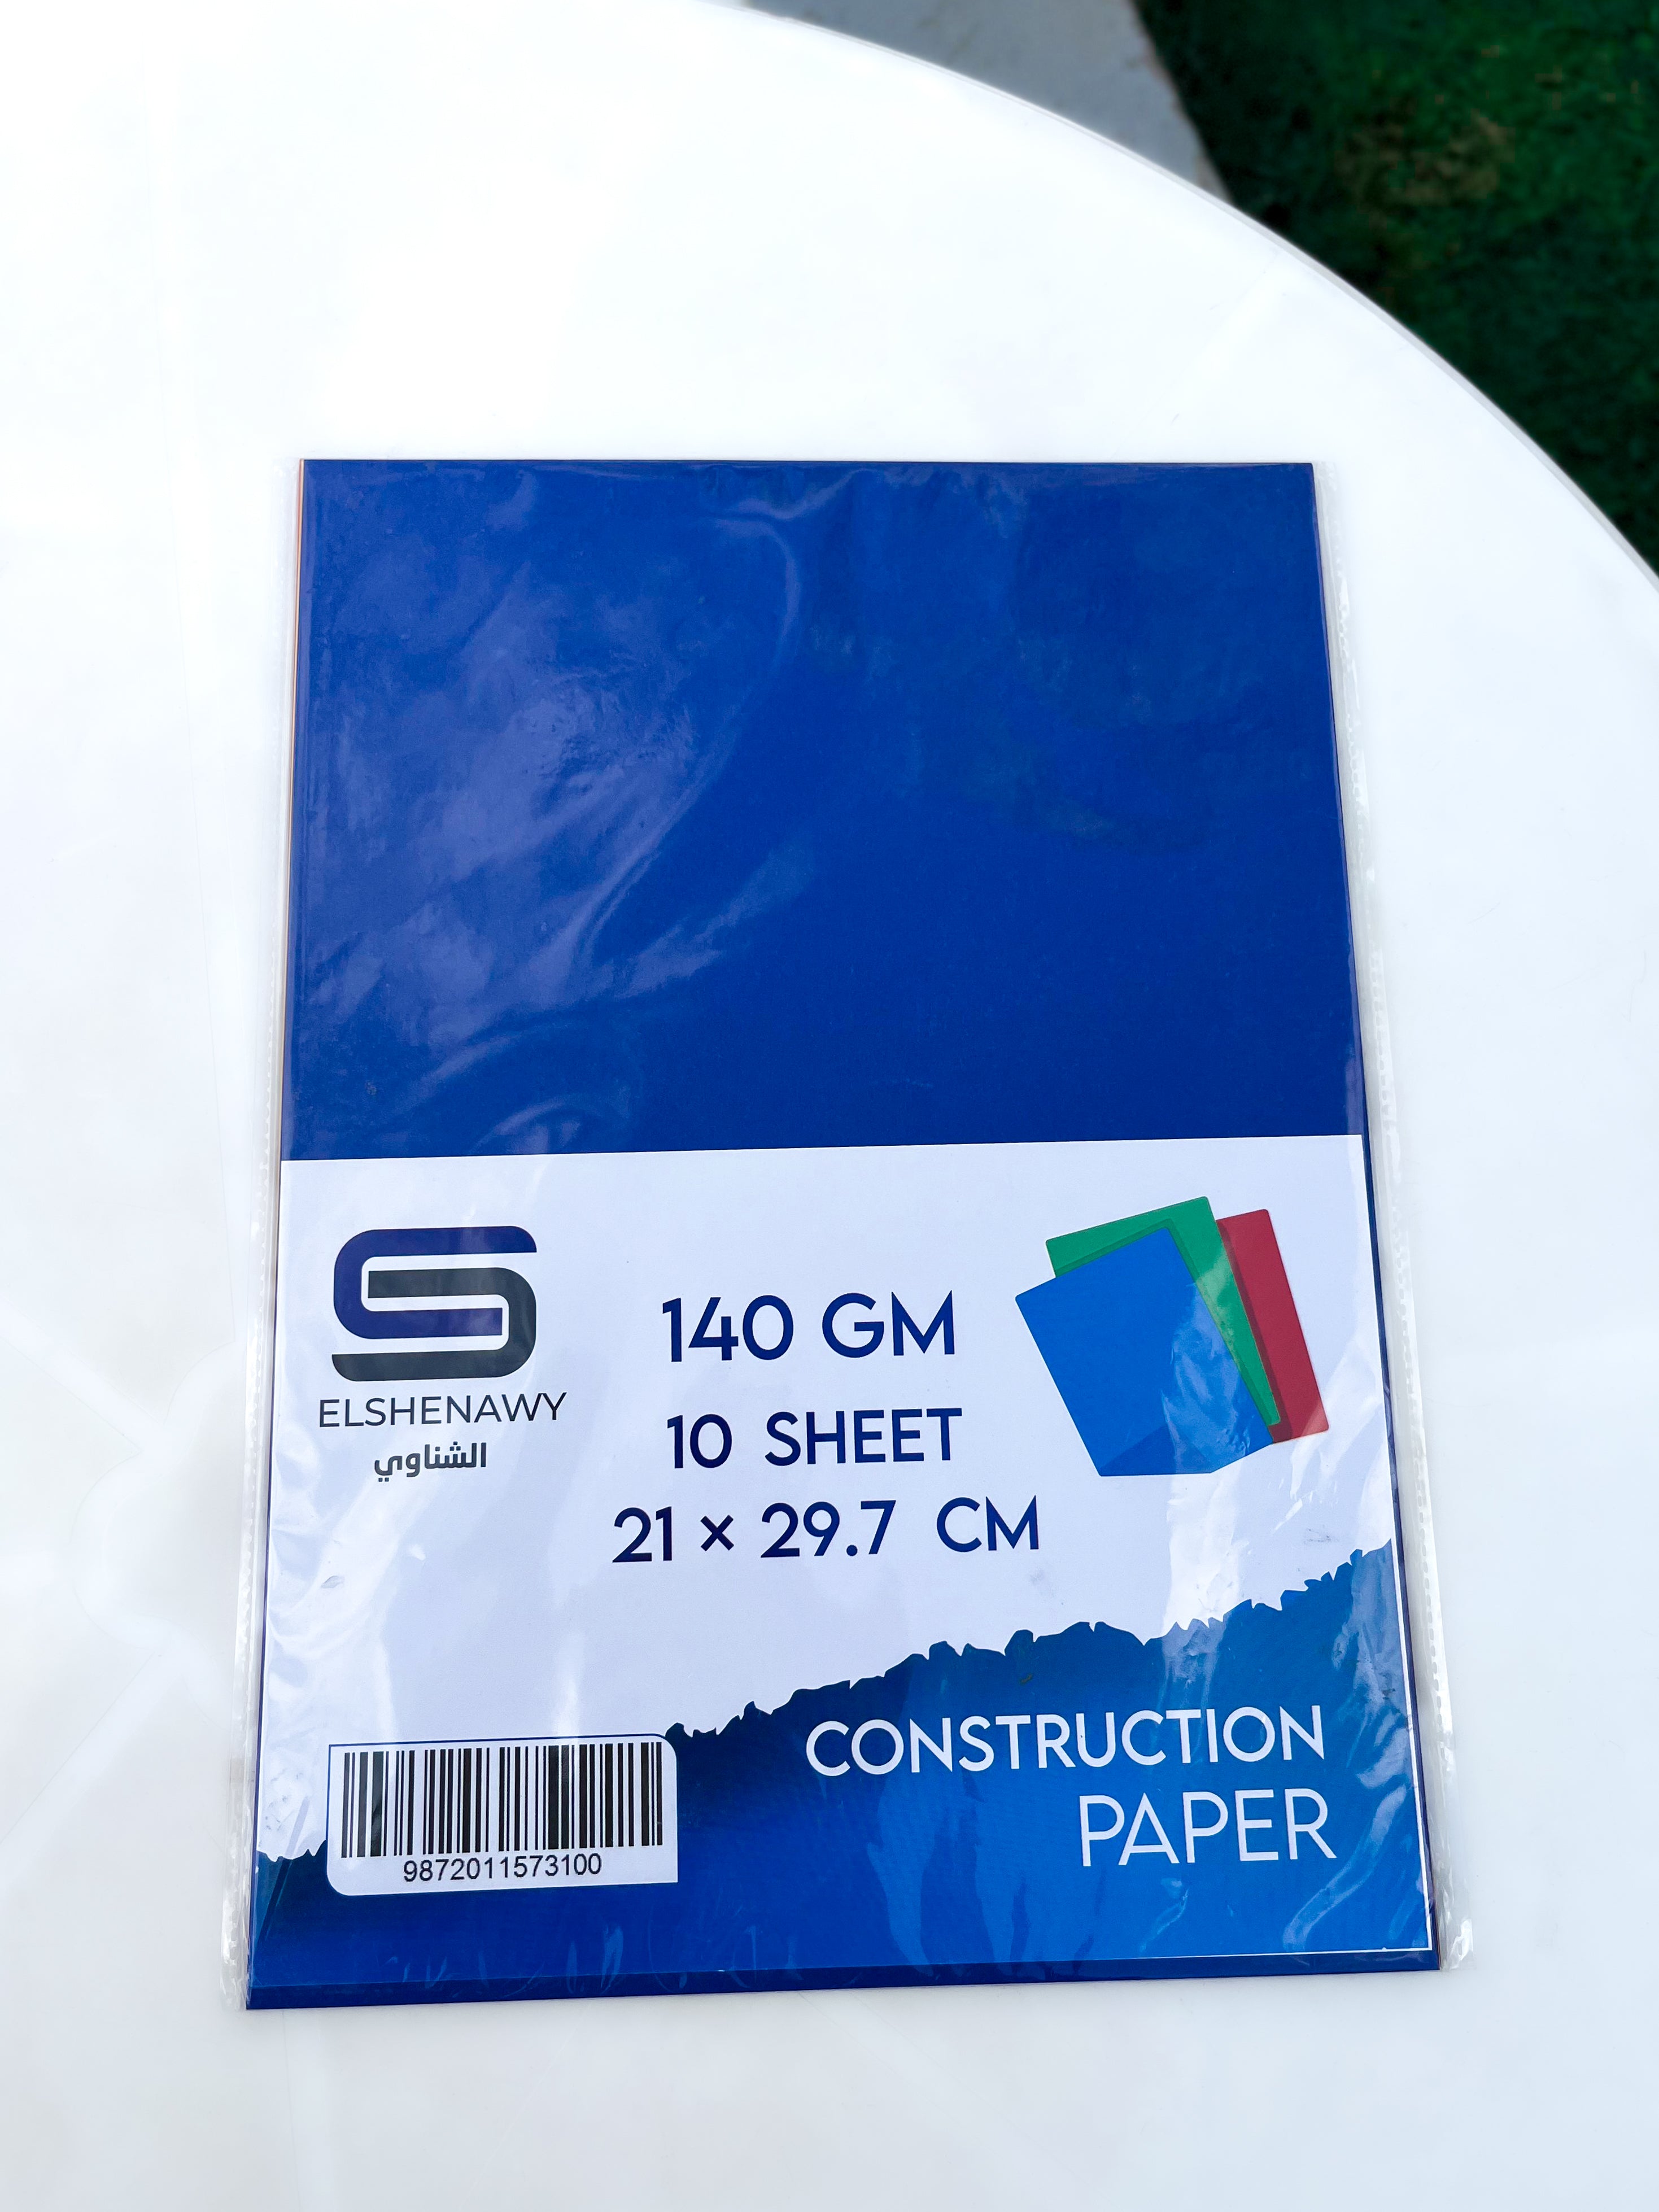 ELSHENAWY
الشناوي
140 GM
10 SHEET
21 × 29.7 CM
CONSTRUCTION
PAPER
9872011573100